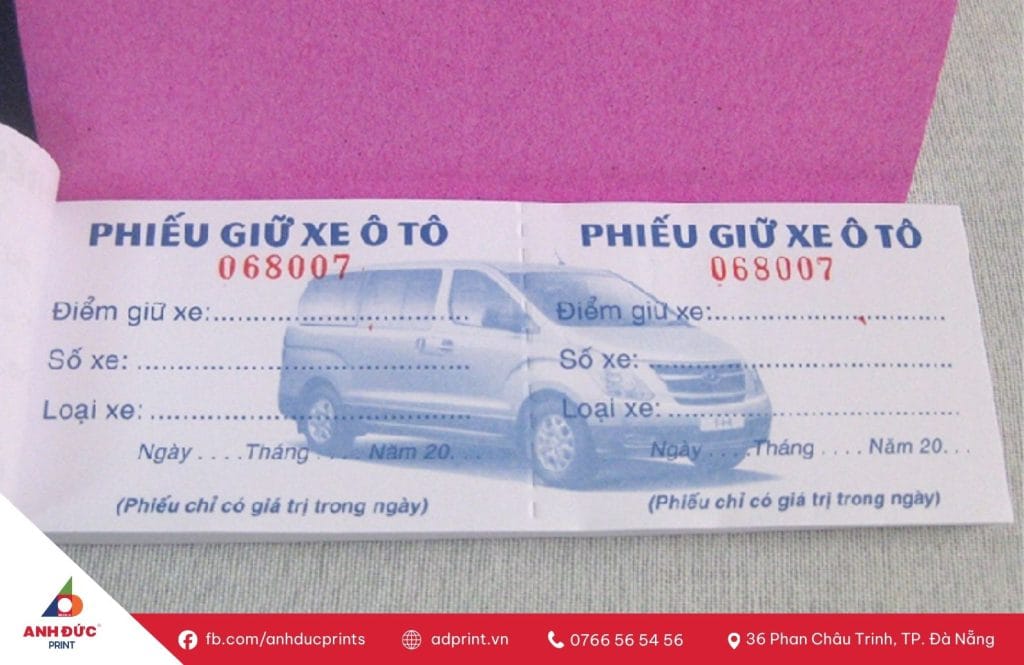 PHIẾU GIỮ XE Ô TÔ
068007
Điểm giữ xe:................................
Số xe: ........................................
Loại xe: ......................................
Ngày . . . . Tháng . . . . Năm 20. . .
(Phiếu chỉ có giá trị trong ngày)
PHIẾU GIỮ XE Ô TÔ
068007
Điểm giữ xe:................................
Số xe: ........................................
Loại xe: ......................................
Ngày . . . . Tháng . . . . Năm 20. . .
(Phiếu chỉ có giá trị trong ngày)
ANH ĐỨC®
PRINT
fb.com/anhducprints
adprint.vn
0766 56 54 56
36 Phan Châu Trinh, TP. Đà Nẵng